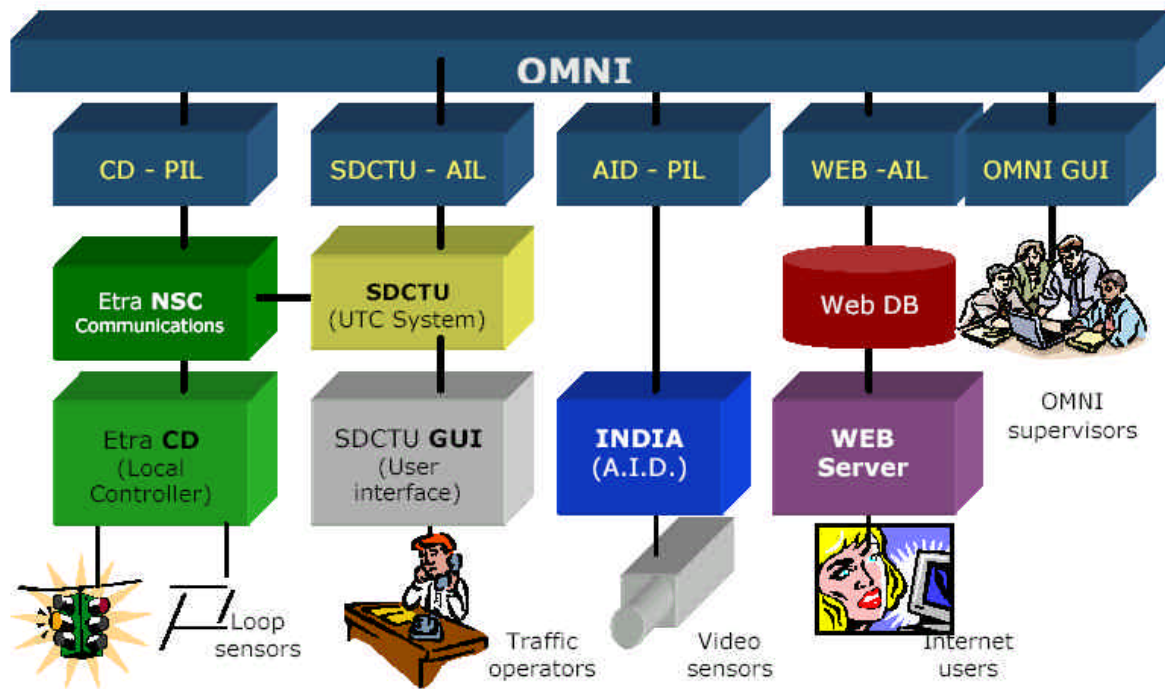 OMNI
CD - PIL
SDCTU - AIL
AID - PIL
WEB -AIL
OMNI GUI
Etra NSC
Communications
SDCTU
(UTC System)
Web DB
Etra CD
(Local
Controller)
SDCTU GUI
(User
interface)
INDIA
(A.I.D.)
WEB
Server
OMNI
supervisors
Loop
sensors
Traffic
operators
Video
sensors
Internet
users